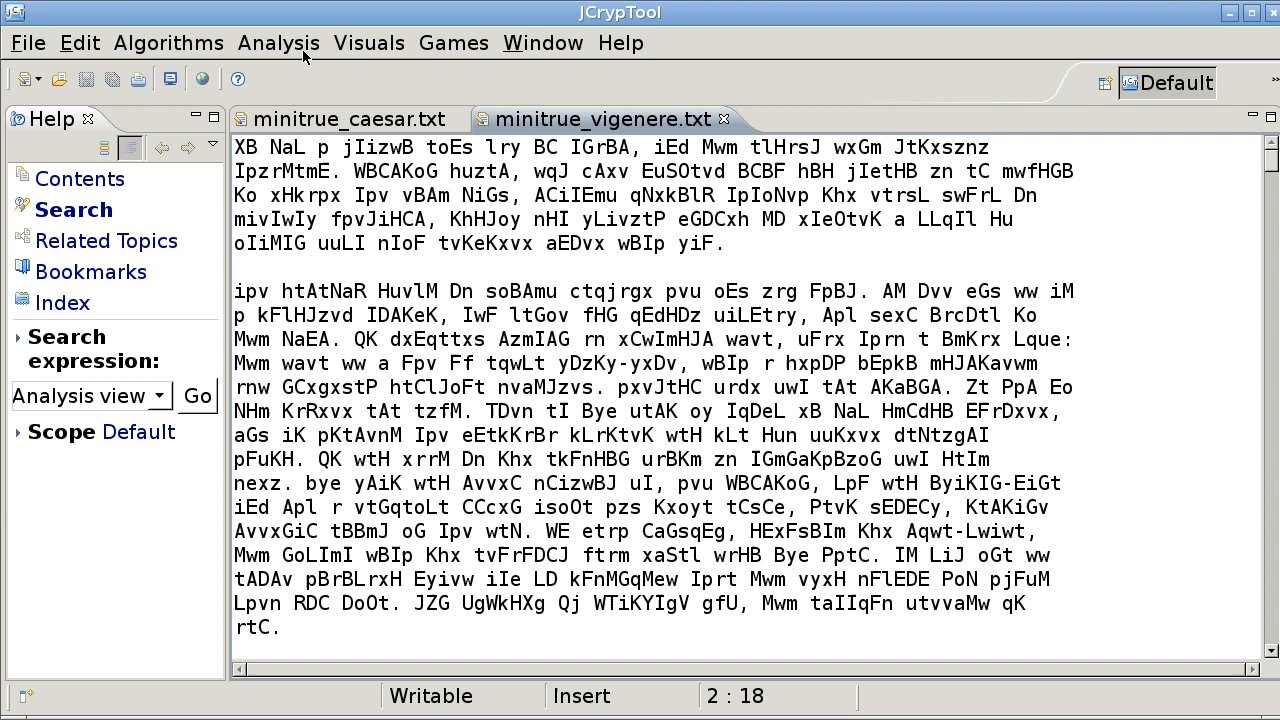 JCrypTool
File Edit Algorithms Analysis Visuals Games Window Help
Default
Help
minitrue_caesar.txt minitrue_vigenere.txt
Contents
Search
Related Topics
Bookmarks
Index
Search
expression:
Analysis view Go
Scope Default
XB NaL p jIizwB toEs lry BC IGrBA, iEd Mwm tlHrsJ wxGm JtKxsznz
IpzrMtmE. WBCAKoG huztA, wqJ cAxv EuSOtvd BCBF hBH jIetHB zn tC mwfHGB
Ko xHkrpx Ipv vBAm NiGs, ACiIEmu qNxkBlR IpIoNvp Khx vtrsL swFrL Dn
mivIwIy fpvJiHCA, KhHJoy nHI yLivztP eGDCxh MD xIeOtvK a LLqIl Hu
oIiMIG uuLI nIoF tvKeKxvx aEDvx wBIp yiF.
ipv htAtNaR HuvlM Dn soBAmu ctqjrgx pvu oEs zrg FpBJ. AM Dvv eGs ww iM
p kFlHJzvd IDAKeK, IwF ltGov fHG qEdHDz uiLEtry, Apl sexC BrcDtl Ko
Mwm NaEA. QK dxEqttxs AzmIAG rn xCwImHJA wavt, uFrx Iprn t BmKrx Lque:
Mwm wavt ww a Fpv Ff tqwLt yDzKy-yxDv, wBIp r hxpDP bEpkB mHJAKavwm
rnw GCxgxstP htClJoFt nvaMJzvs. pxvJtHC urdx uwI tAt AKaBGA. Zt PpA Eo
NHm KrRxvx tAt tzfM. TDvn tI Bye utAK oy IqDeL xB NaL HmCdHB EFrDxvx,
aGs iK pKtAvnM Ipv eEtkKrBr kLrKtvK wtH kLt Hun uuKxvx dtNtzgAI
pFuKH. QK wtH xrrM Dn Khx tkFnHBG urBKm zn IGmGaKpBzoG uwI HtIm
nexz. bye yAiK wtH AvvxC nCizwBJ uI, pvu WBCAKoG, LpF wtH ByiKIG-EiGt
iEd Apl r vtGqtoLt CCcxG isoOt pzs Kxoyt tCsCe, PtvK sEDECy, KtAKiGv
AvvxGiC tBBmJ oG Ipv wtN. WE etrp CaGsqEg, HExFsBIm Khx Aqwt-Lwiwt,
Mwm GoLImI wBIp Khx tvFrFDCJ ftrm xaStl wrHB Bye PptC. IM LiJ oGt ww
tADAv pBrBLrxH Eyivw iIe LD kFnMGqMew Iprt Mwm vyxH nFlEDE PoN pjFuM
Lpvn RDC DoOt. JZG UgWkHXg Qj WTiKYIgV gfU, Mwm taIIqFn utvvaMw qK
rtC.
Writable Insert 2 : 18